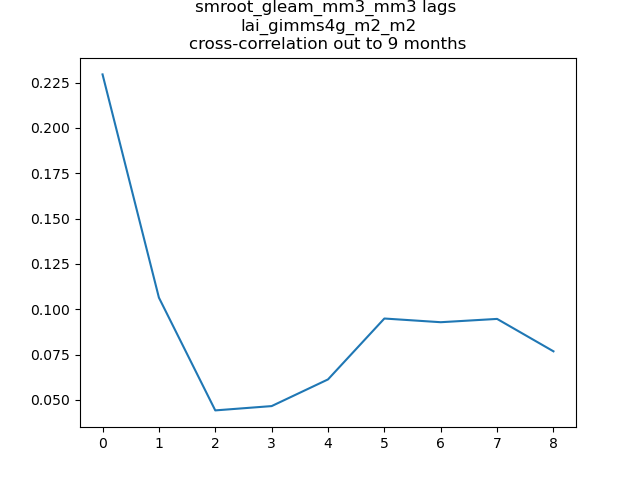 smroot_gleam_mm3_mm3 lags
lai_gimms4g_m2_m2
cross-correlation out to 9 months
0.225
0.200
0.175
0.150
0.125
0.100
0.075
0.050
0 1 2 3 4 5 6 7 8